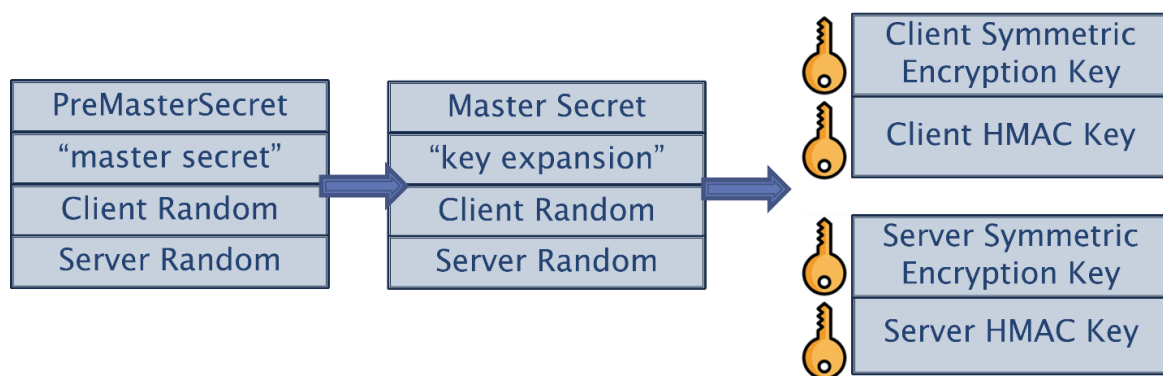 PreMasterSecret
“master secret”
Client Random
Server Random
Master Secret
“key expansion”
Client Random
Server Random
Client Symmetric
Encryption Key
Client HMAC Key
Server Symmetric
Encryption Key
Server HMAC Key